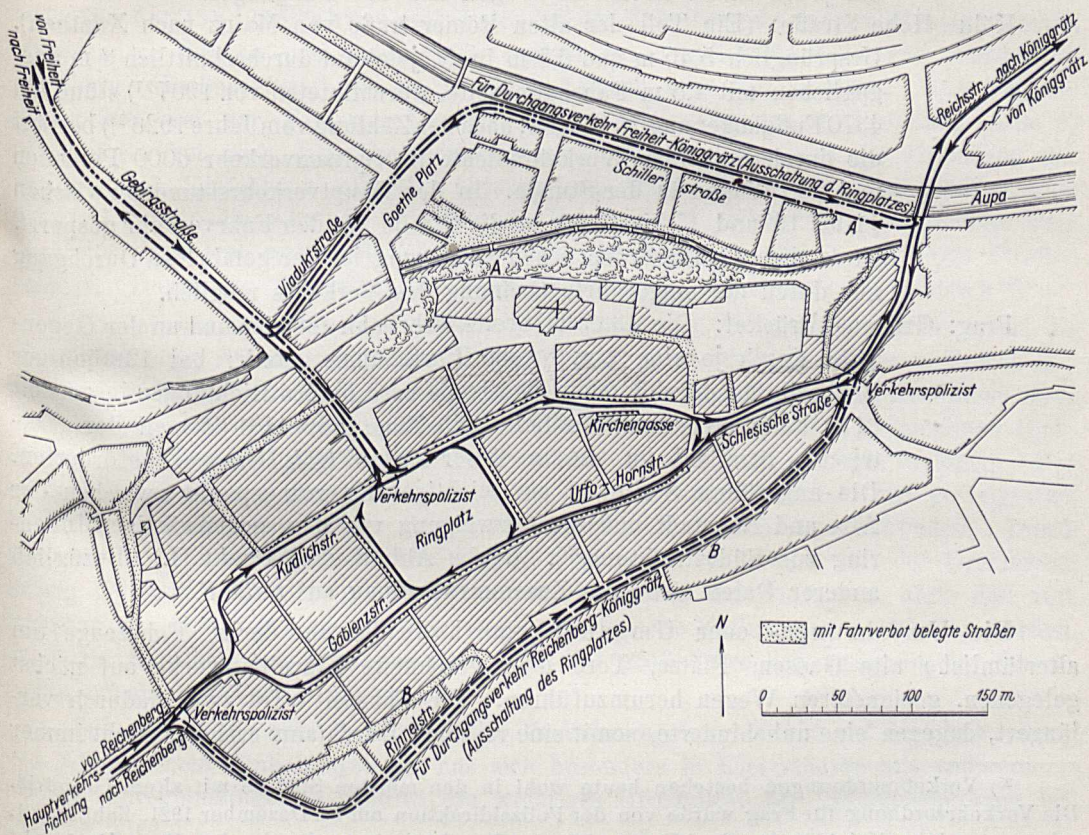 von Freiheit
nach Freiheit
Gebirgsstraße
Viaduktstraße
Goethe Platz
Für Durchgangsverkehr Freiheit-Königgrätz (Ausschaltung d. Ringplatzes)
Schiller straße
Reichsstr. nach Königgrätz
von Königgrätz
Aupa
A
A
Verkehrspolizist
Kirchengasse
Schlesische Straße
Uffo-Hornstr.
Verkehrspolizist
Ringplatz
Kudlichstr.
Gablenzstr.
B
B
Rinnelstr.
Für Durchgangsverkehr Reichenberg-Königgrätz
(Ausschaltung des Ringplatzes)
Verkehrspolizist
von Reichenberg
nach Reichenberg
Hauptverkehrs-
richtung
N
mit Fahrverbot belegte Straßen
0 50 100 150 m